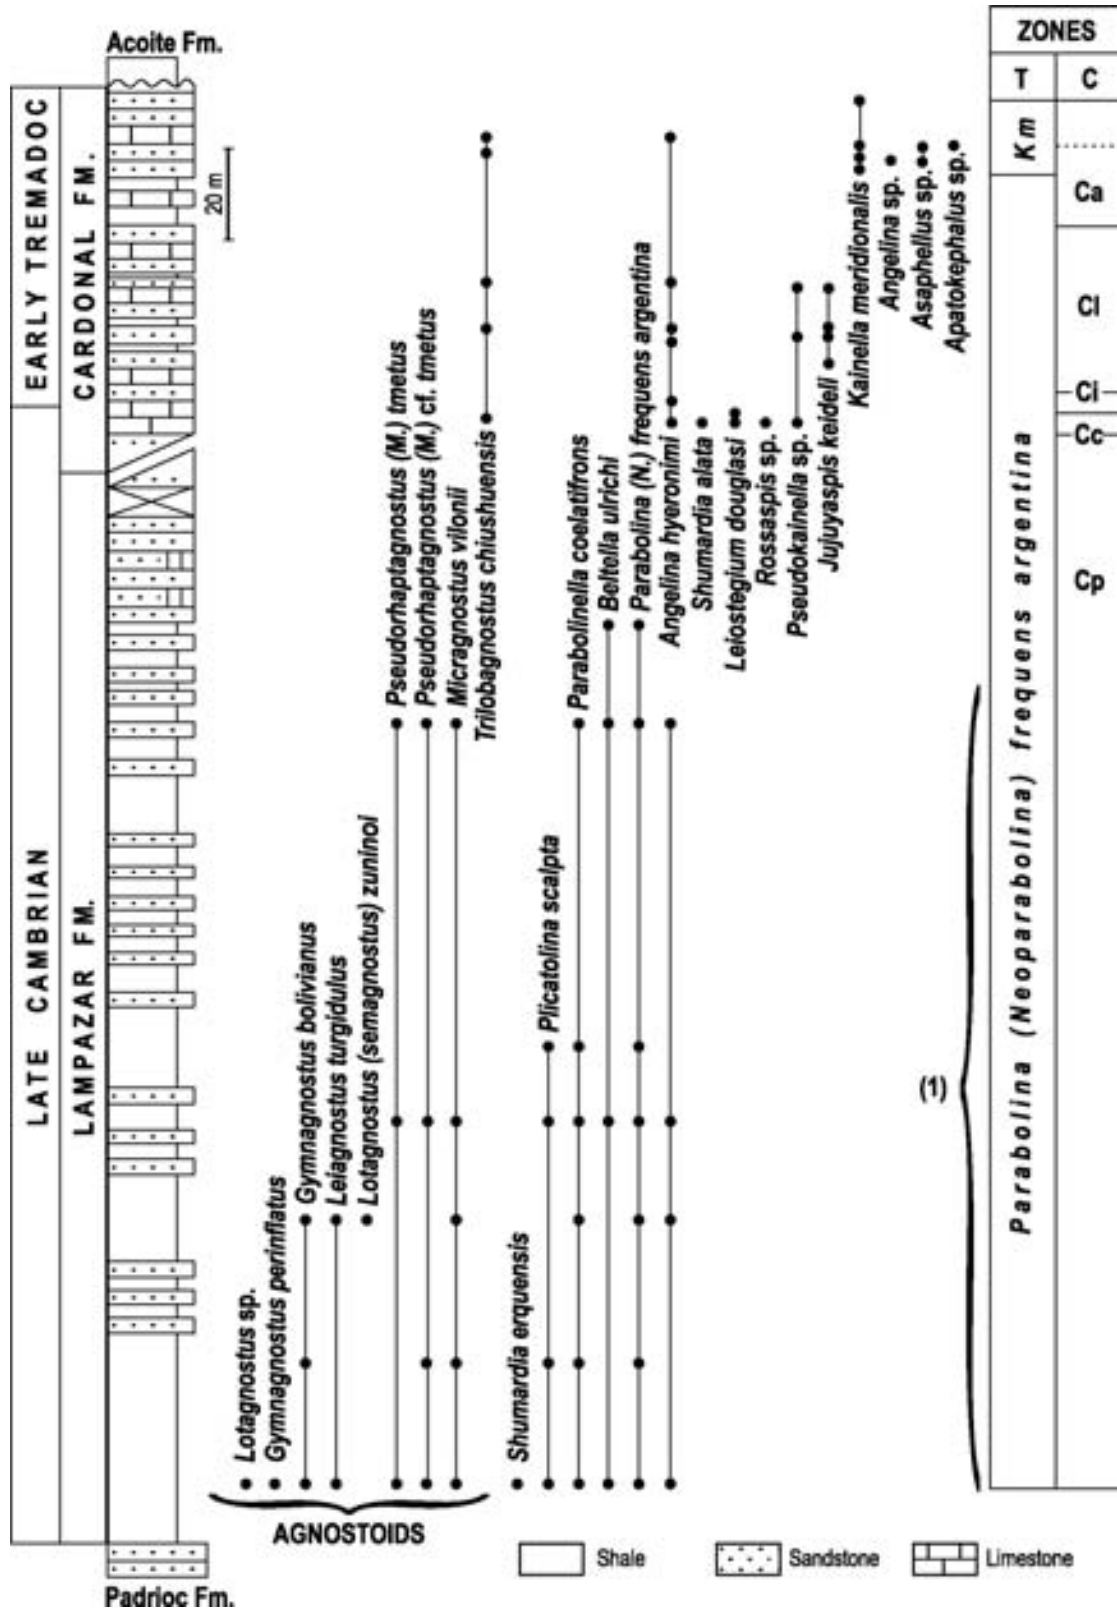 Acoite Fm.
ZONES
T
C
EARLY TREMADOC
CARDONAL FM.
20 m
Km
Ca
Cl
Ci
Cc
Cp
Kainella meridionalis
Angelina sp.
Asaphellus sp.
Apatokephalus sp.
Pseudorhaptagnostus (M.) tmetus
Pseudorhaptagnostus (M.) cf. tmetus
Micragnostus vilonii
Trilobagnostus chiushuensis
Parabolinella coelatifrons
Beltella ulrichi
Parabolina (N.) frequens argentina
Angelina hyeronimi
Shumardia alata
Leiostegium douglasi
Rossaspis sp.
Pseudokainella sp.
Jujuyaspis keideli
LATE CAMBRIAN
LAMPAZAR FM.
Lotagnostus sp.
Gymnagnostus perinflatus
Gymnagnostus bolivianus
Leiagnostus turgidulus
Lotagnostus (semagnostus) zuninoi
Shumardia erquensis
Plicatolina scalpta
(1)
Parabolina (Neoparabolina) frequens argentina
AGNOSTOIDS
Shale
Sandstone
Limestone
Padrioc Fm.